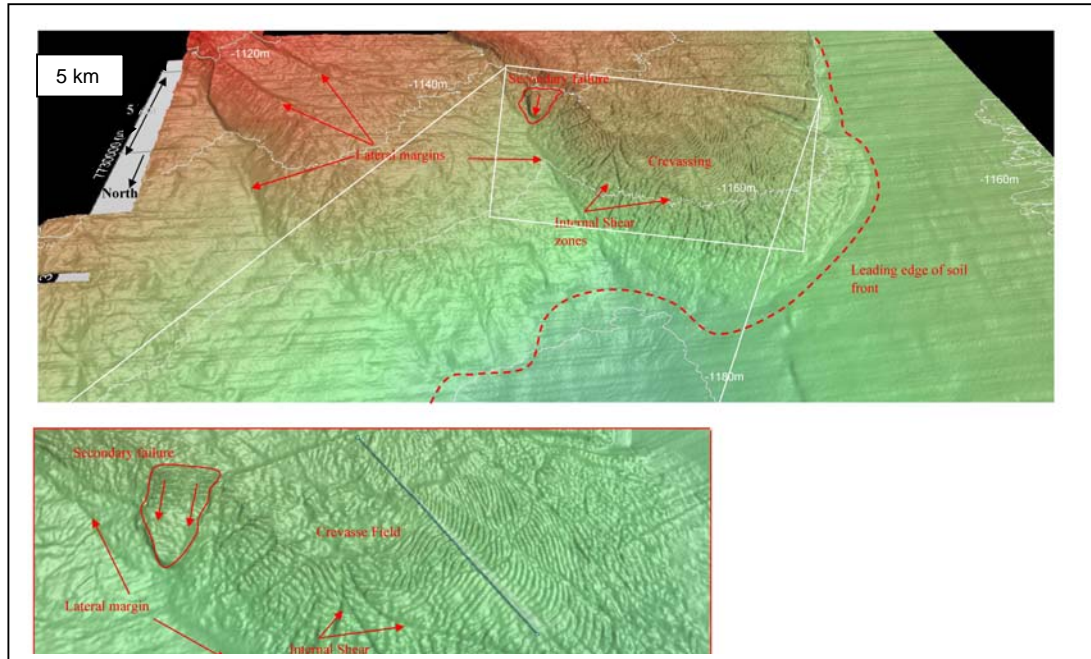 5 km
-1120m
-1140m
Secondary failure
Lateral margins
Crevassing
-1160m
-1160m
North
Internal Shear
zones
Leading edge of soil
front
-1180m
Secondary failure
Crevasse Field
Lateral margin
Internal Shear